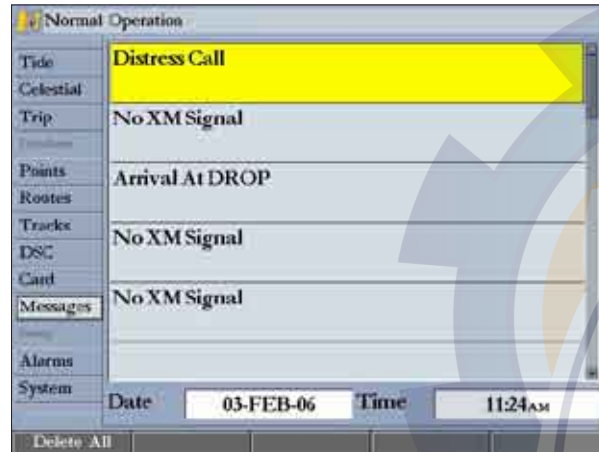 Normal Operation
Tide
Celestial
Trip
Points
Routes
Tracks
DSC
Card
Messages
Alarms
System
Distress Call
No XM Signal
Arrival At DROP
No XM Signal
No XM Signal
Date 03-FEB-06 Time 11:24AM
Delete All